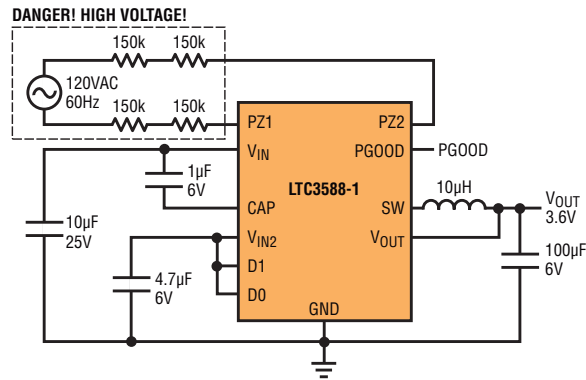 DANGER! HIGH VOLTAGE!
150k 150k
120VAC
60Hz
150k 150k
PZ1 PZ2
VIN PGOOD PGOOD
1µF
6V
LTC3588-1
10µH
10µF
25V
CAP SW
VOUT
3.6V
VIN2 VOUT
100µF
6V
4.7µF
6V
D1
D0
GND